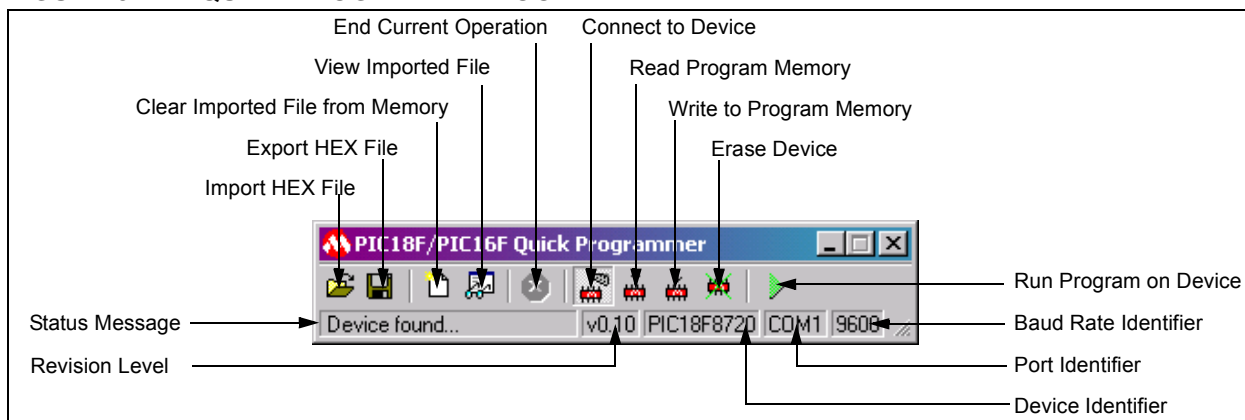 End Current Operation
Connect to Device
View Imported File
Read Program Memory
Clear Imported File from Memory
Write to Program Memory
Export HEX File
Erase Device
Import HEX File
PIC18F/PIC16F Quick Programmer
Run Program on Device
Status Message
Device found... v0.10 PIC18F8720 COM1 9600
Baud Rate Identifier
Revision Level
Port Identifier
Device Identifier